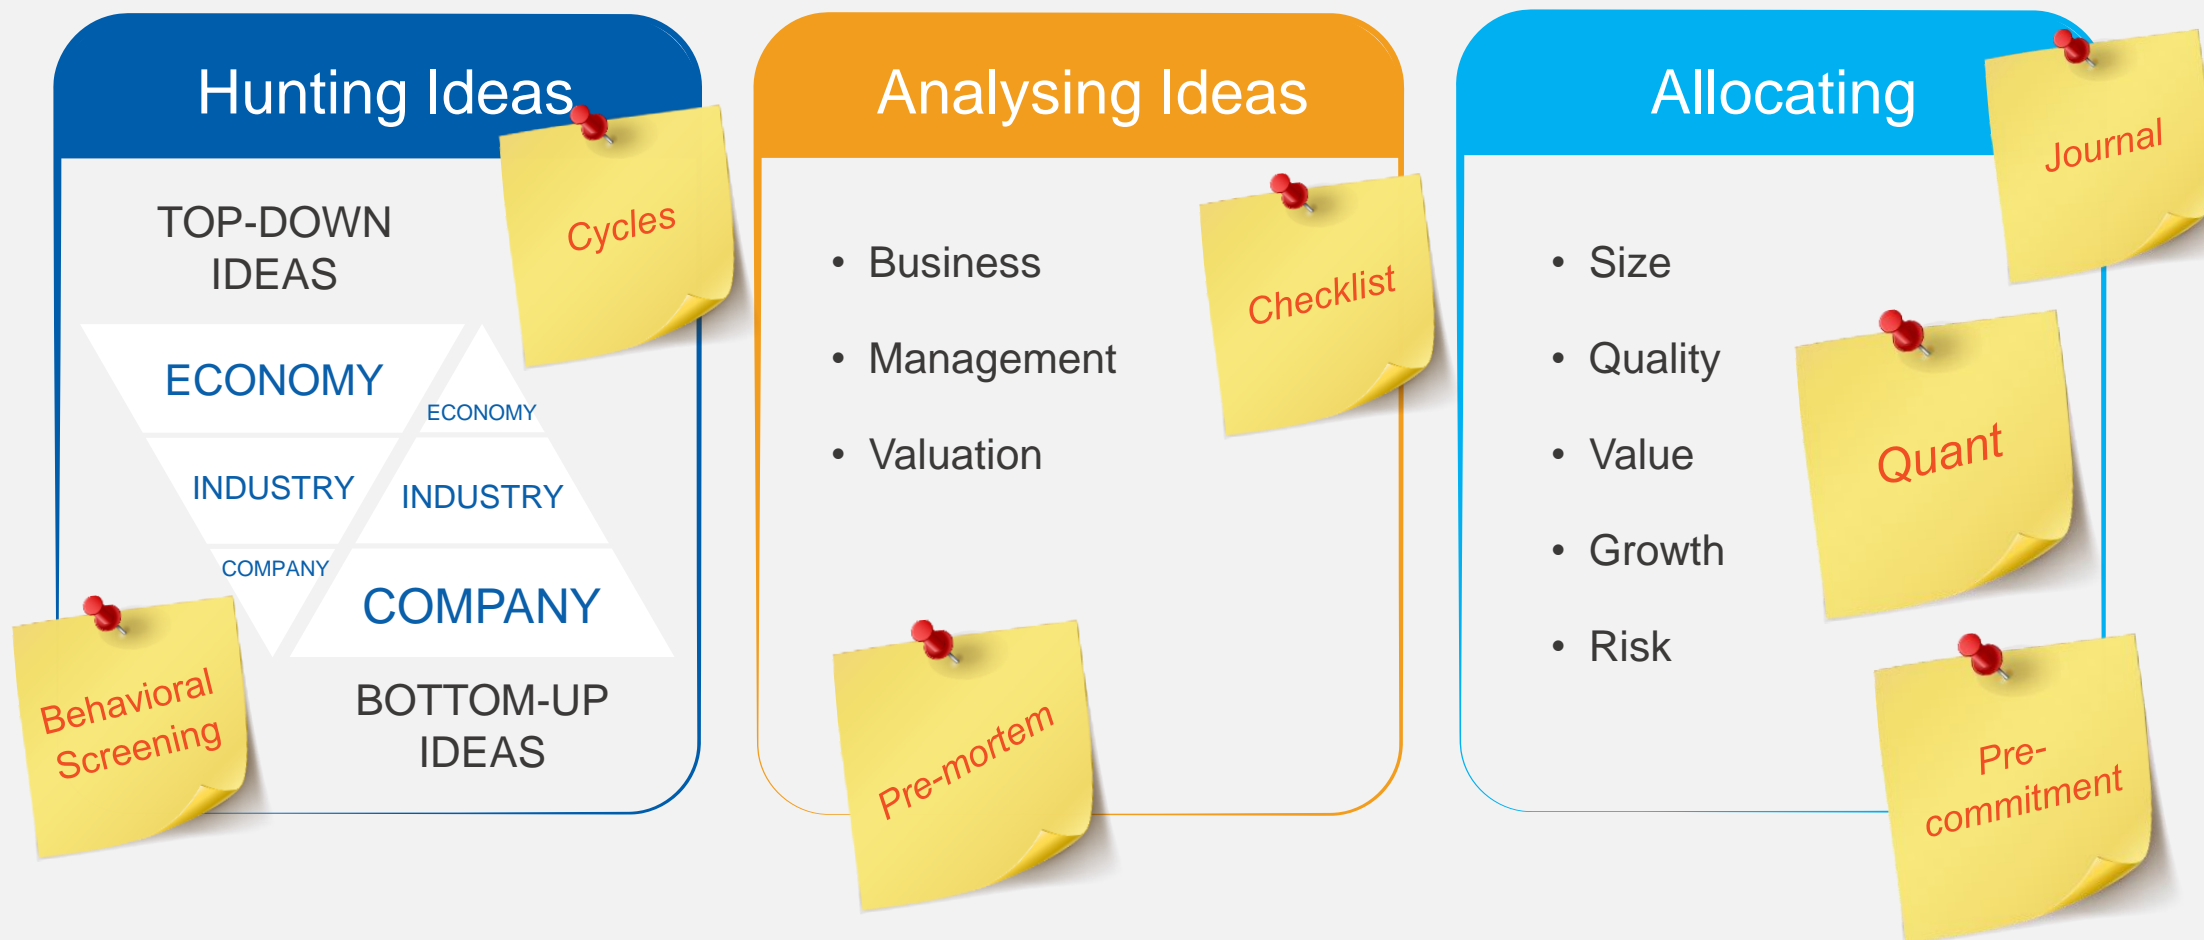 Hunting Ideas
Cycles
TOP-DOWN
IDEAS
ECONOMY
INDUSTRY
COMPANY
ECONOMY
INDUSTRY
COMPANY
BOTTOM-UP
IDEAS
Behavioral
Screening
Analysing Ideas
Checklist
• Business
• Management
• Valuation
Pre-mortem
Allocating
Journal
• Size
• Quality
• Value
• Growth
• Risk
Quant
Pre-
commitment